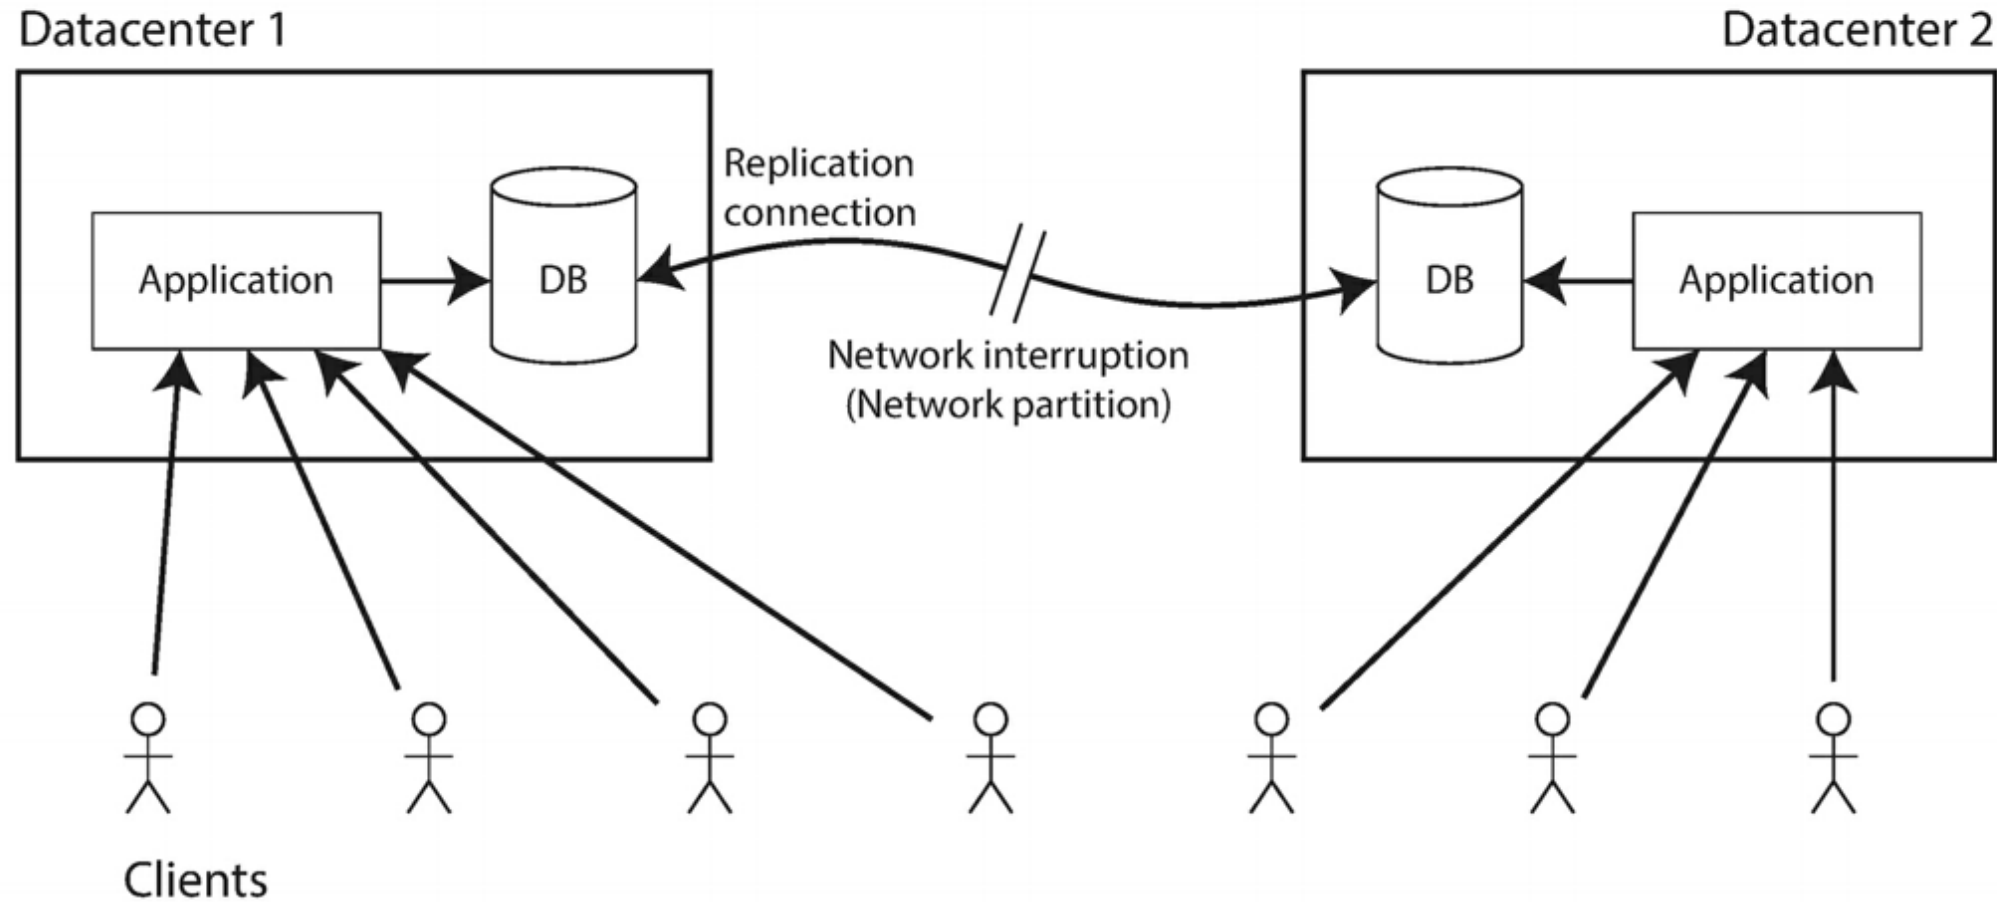 Datacenter 1
Datacenter 2
Replication
connection
Application
DB
DB
Application
Network interruption
(Network partition)
Clients